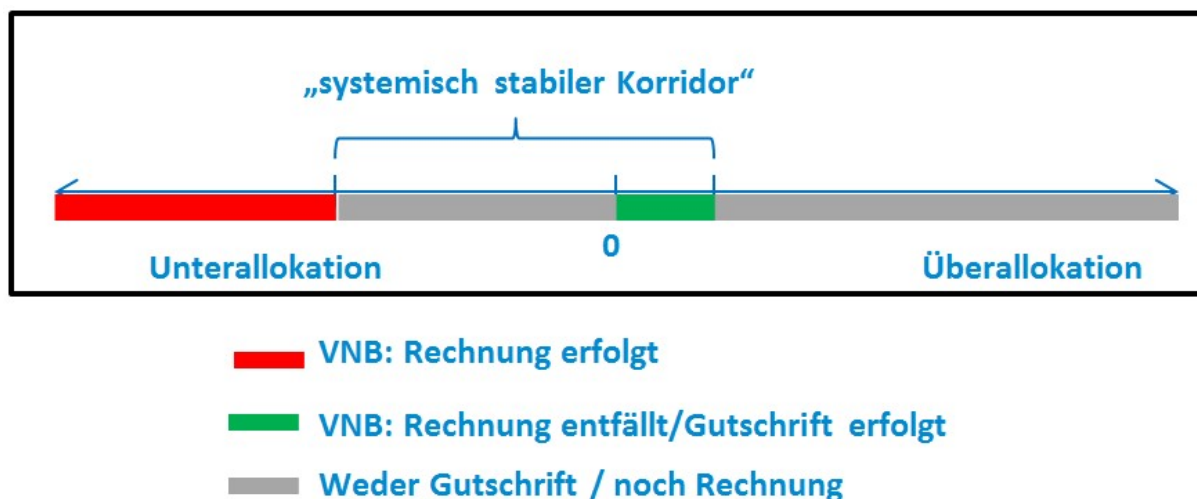 „systemisch stabiler Korridor“
0
Unterallokation
Überallokation
VNB: Rechnung erfolgt
VNB: Rechnung entfällt/Gutschrift erfolgt
Weder Gutschrift / noch Rechnung